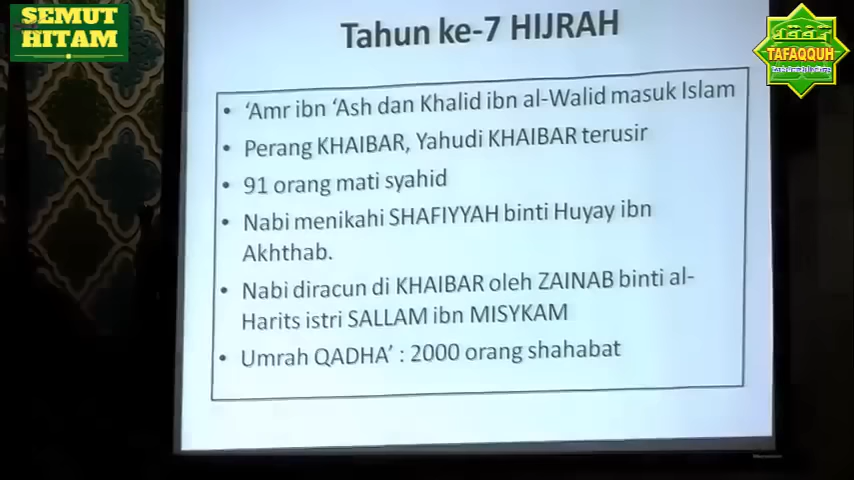 SEMUT
HITAM
TAFAQQUH
Tahun ke-7 HIJRAH
• 'Amr ibn 'Ash dan Khalid ibn al-Walid masuk Islam
• Perang KHAIBAR, Yahudi KHAIBAR terusir
• 91 orang mati syahid
• Nabi menikahi SHAFIYYAH binti Huyay ibn
Akhthab.
• Nabi diracun di KHAIBAR oleh ZAINAB binti al-
Harits istri SALLAM ibn MISYKAM
• Umrah QADHA' : 2000 orang shahabat